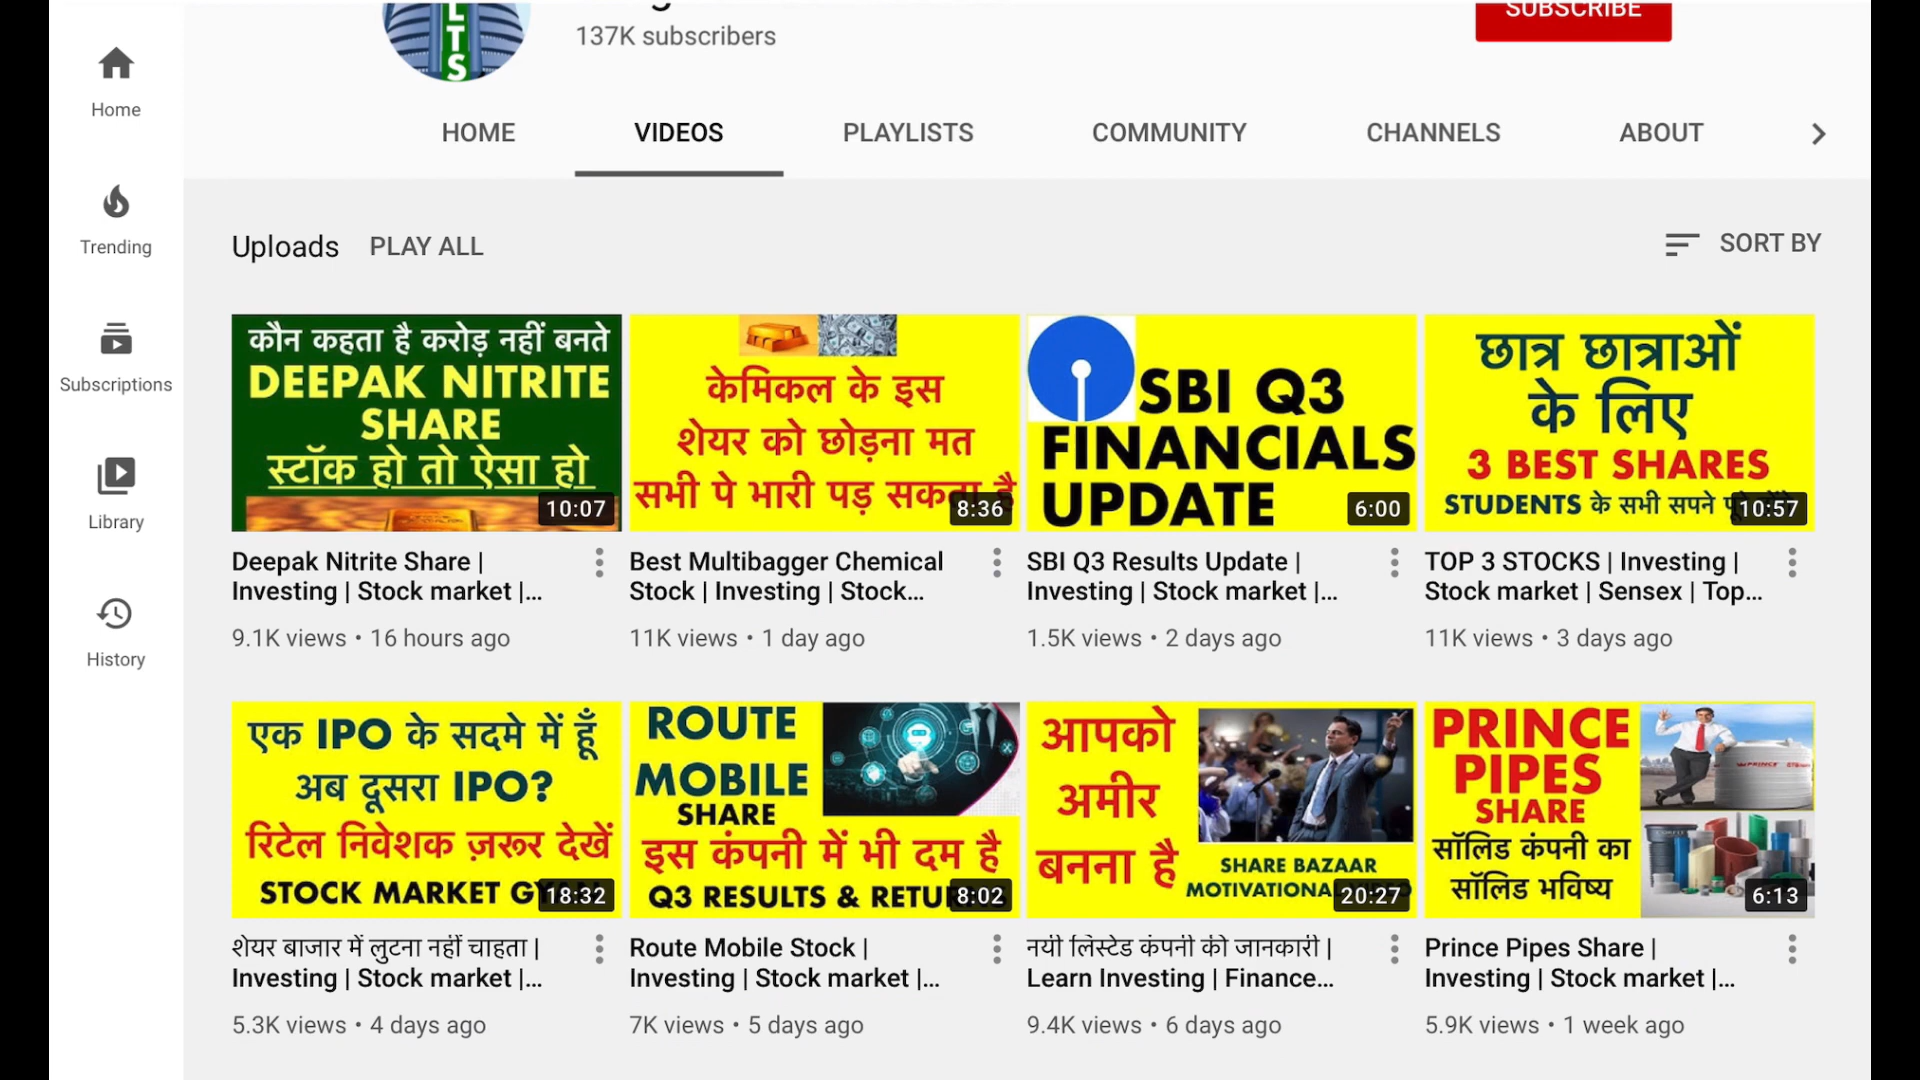 LTS
137K subscribers
SUBSCRIBE
Home
Trending
Subscriptions
Library
History
HOME
VIDEOS
PLAYLISTS
COMMUNITY
CHANNELS
ABOUT
Uploads
PLAY ALL
SORT BY
कौन कहता है करोड़ नहीं बनते
DEEPAK NITRITE
SHARE
स्टॉक हो तो ऐसा हो
10:07
Deepak Nitrite Share |
Investing | Stock market |...
9.1K views • 16 hours ago
केमिकल के इस
शेयर को छोड़ना मत
सभी पे भारी पड़ सकता है
8:36
Best Multibagger Chemical
Stock | Investing | Stock...
11K views • 1 day ago
SBI Q3
FINANCIALS
UPDATE
6:00
SBI Q3 Results Update |
Investing | Stock market |...
1.5K views • 2 days ago
छात्र छात्राओं
के लिए
3 BEST SHARES
STUDENTS के सभी सपने
10:57
TOP 3 STOCKS | Investing |
Stock market | Sensex | Top...
11K views • 3 days ago
एक IPO के सदमे में हूँ
अब दूसरा IPO?
रिटेल निवेशक ज़रूर देखें
STOCK MARKET
18:32
शेयर बाजार में लुटना नहीं चाहता |
Investing | Stock market |...
5.3K views • 4 days ago
ROUTE
MOBILE
SHARE
इस कंपनी में भी दम है
Q3 RESULTS &
8:02
Route Mobile Stock |
Investing | Stock market |...
7K views • 5 days ago
आपको
अमीर
बनना है
SHARE BAZAAR
MOTIVATIONAL
20:27
नयी लिस्टेड कंपनी की जानकारी |
Learn Investing | Finance...
9.4K views • 6 days ago
PRINCE
PIPES
SHARE
सॉलिड कंपनी का
सॉलिड भविष्य
PRINCE
6:13
Prince Pipes Share |
Investing | Stock market |...
5.9K views • 1 week ago